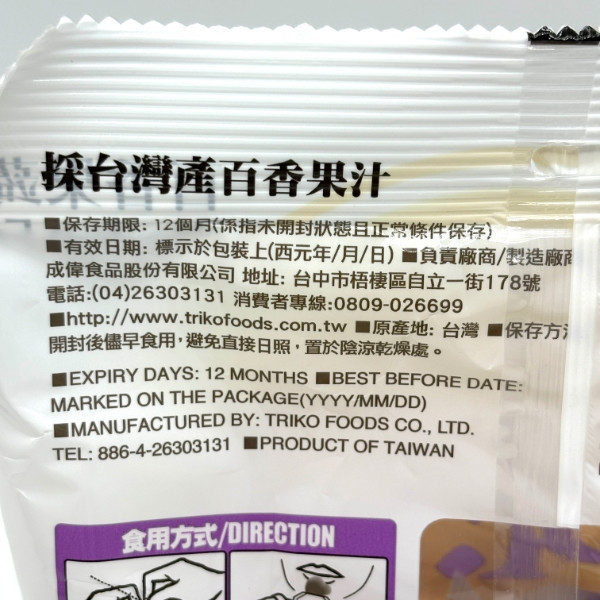 採台灣產百香果汁
■保存期限: 12個月(係指未開封狀態且正常條件保存)
■有效日期: 標示於包裝上(西元年/月/日) ■負責廠商/製造廠商
成偉食品股份有限公司 地址: 台中市梧棲區自立一街178號
電話:(04)26303131 消費者專線:0809-026699
■http://www.trikofoods.com.tw ■原產地: 台灣 ■保存方法
開封後儘早食用,避免直接日照,置於陰涼乾燥處。
■EXPIRY DAYS: 12 MONTHS ■BEST BEFORE DATE:
MARKED ON THE PACKAGE(YYYY/MM/DD)
■MANUFACTURED BY: TRIKO FOODS CO., LTD.
TEL: 886-4-26303131 ■PRODUCT OF TAIWAN
食用方式/DIRECTION